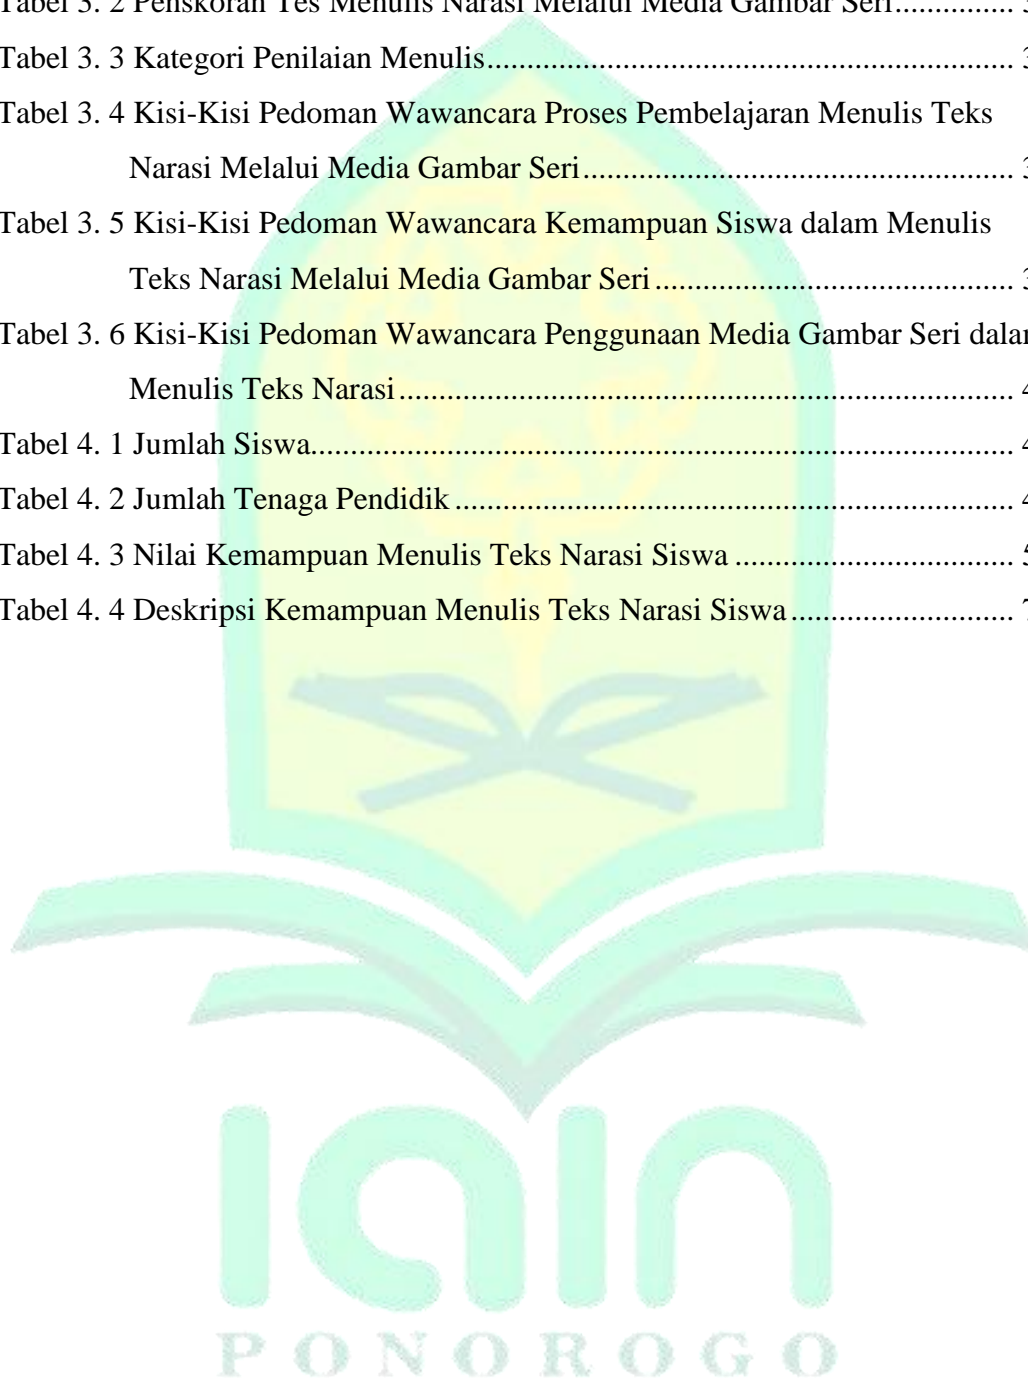 Tabel 3. 2 Penskoran Tes Menulis Narasi Melalui Media Gambar Seri...............
Tabel 3. 3 Kategori Penilaian Menulis..................................................................
Tabel 3. 4 Kisi-Kisi Pedoman Wawancara Proses Pembelajaran Menulis Teks
Narasi Melalui Media Gambar Seri......................................................
Tabel 3. 5 Kisi-Kisi Pedoman Wawancara Kemampuan Siswa dalam Menulis
Teks Narasi Melalui Media Gambar Seri.............................................
Tabel 3. 6 Kisi-Kisi Pedoman Wawancara Penggunaan Media Gambar Seri
Menulis Teks Narasi.............................................................................
Tabel 4. 1 Jumlah Siswa.......................................................................................
Tabel 4. 2 Jumlah Tenaga Pendidik......................................................................
Tabel 4. 3 Nilai Kemampuan Menulis Teks Narasi Siswa...................................
Tabel 4. 4 Deskripsi Kemampuan Menulis Teks Narasi Siswa............................
iain
PONOROGO